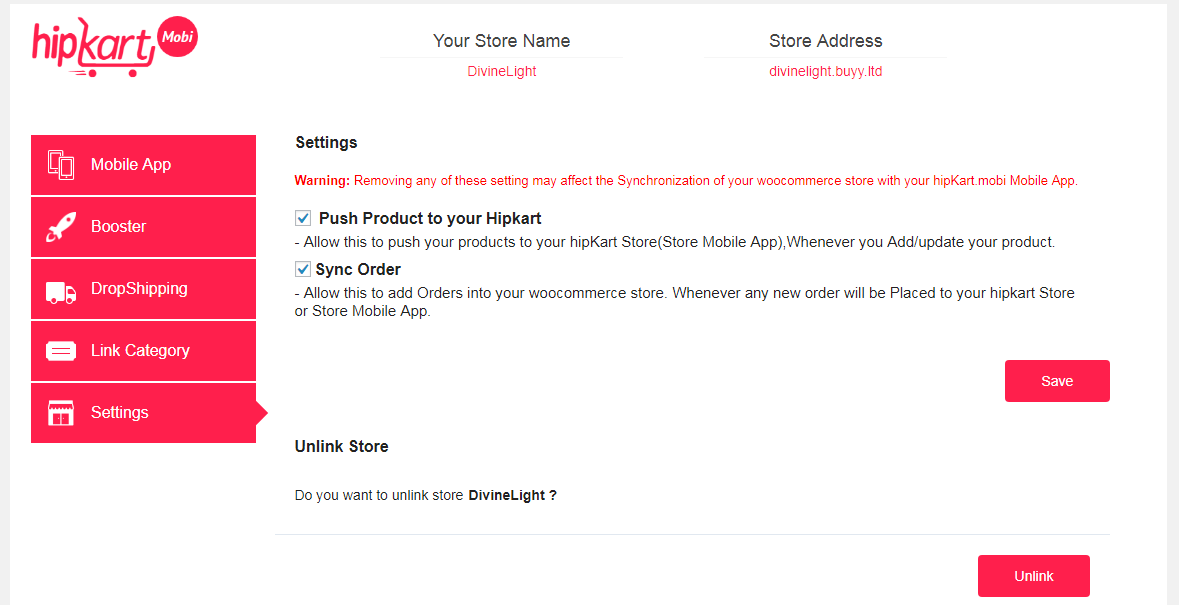 hipkart Mobi
Your Store Name
DivineLight
Store Address
divinelight.buyy.ltd
Mobile App
Booster
DropShipping
Link Category
Settings
Settings
Warning: Removing any of these setting may affect the Synchronization of your woocommerce store with your hipKart.mobi Mobile App.
Push Product to your Hipkart
- Allow this to push your products to your hipKart Store(Store Mobile App),Whenever you Add/update your product.
Sync Order
- Allow this to add Orders into your woocommerce store. Whenever any new order will be Placed to your hipkart Store
or Store Mobile App.
Save
Unlink Store
Do you want to unlink store DivineLight ?
Unlink